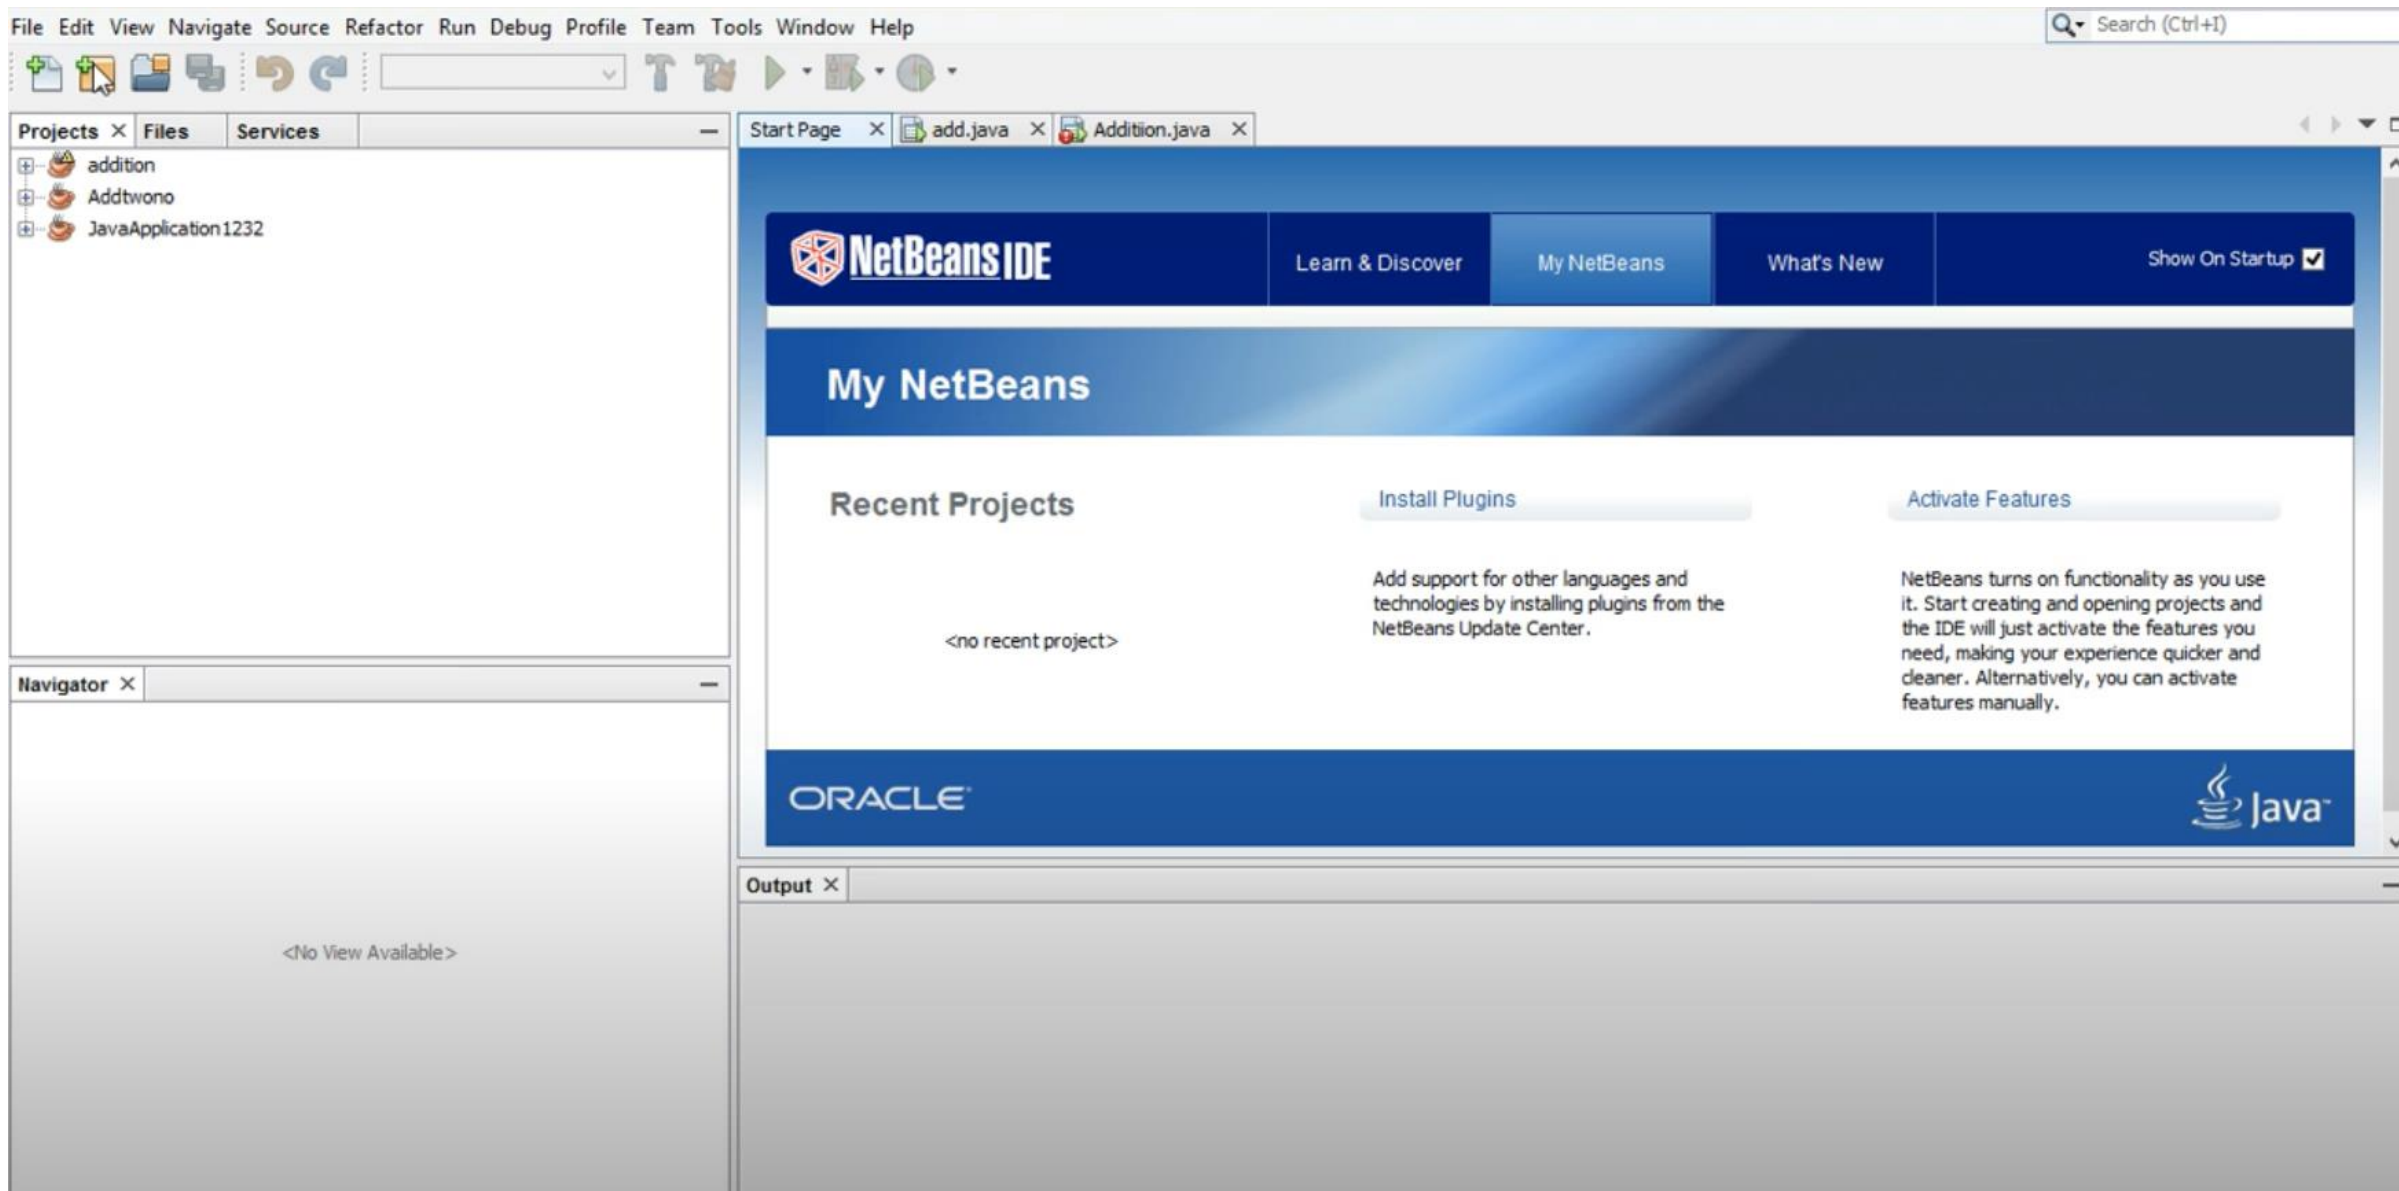 File Edit View Navigate Source Refactor Run Debug Profile Team Tools Window Help
Search (Ctrl+I)
Projects Files Services
addition
Addtwono
JavaApplication1232
Start Page add.java Additiion.java
NetBeans IDE
Learn & Discover
My NetBeans
What's New
Show On Startup
My NetBeans
Recent Projects
<no recent project>
Install Plugins
Add support for other languages and
technologies by installing plugins from the
NetBeans Update Center.
Activate Features
NetBeans turns on functionality as you use
it. Start creating and opening projects and
the IDE will just activate the features you
need, making your experience quicker and
cleaner. Alternatively, you can activate
features manually.
ORACLE
Java
Navigator
<No View Available>
Output